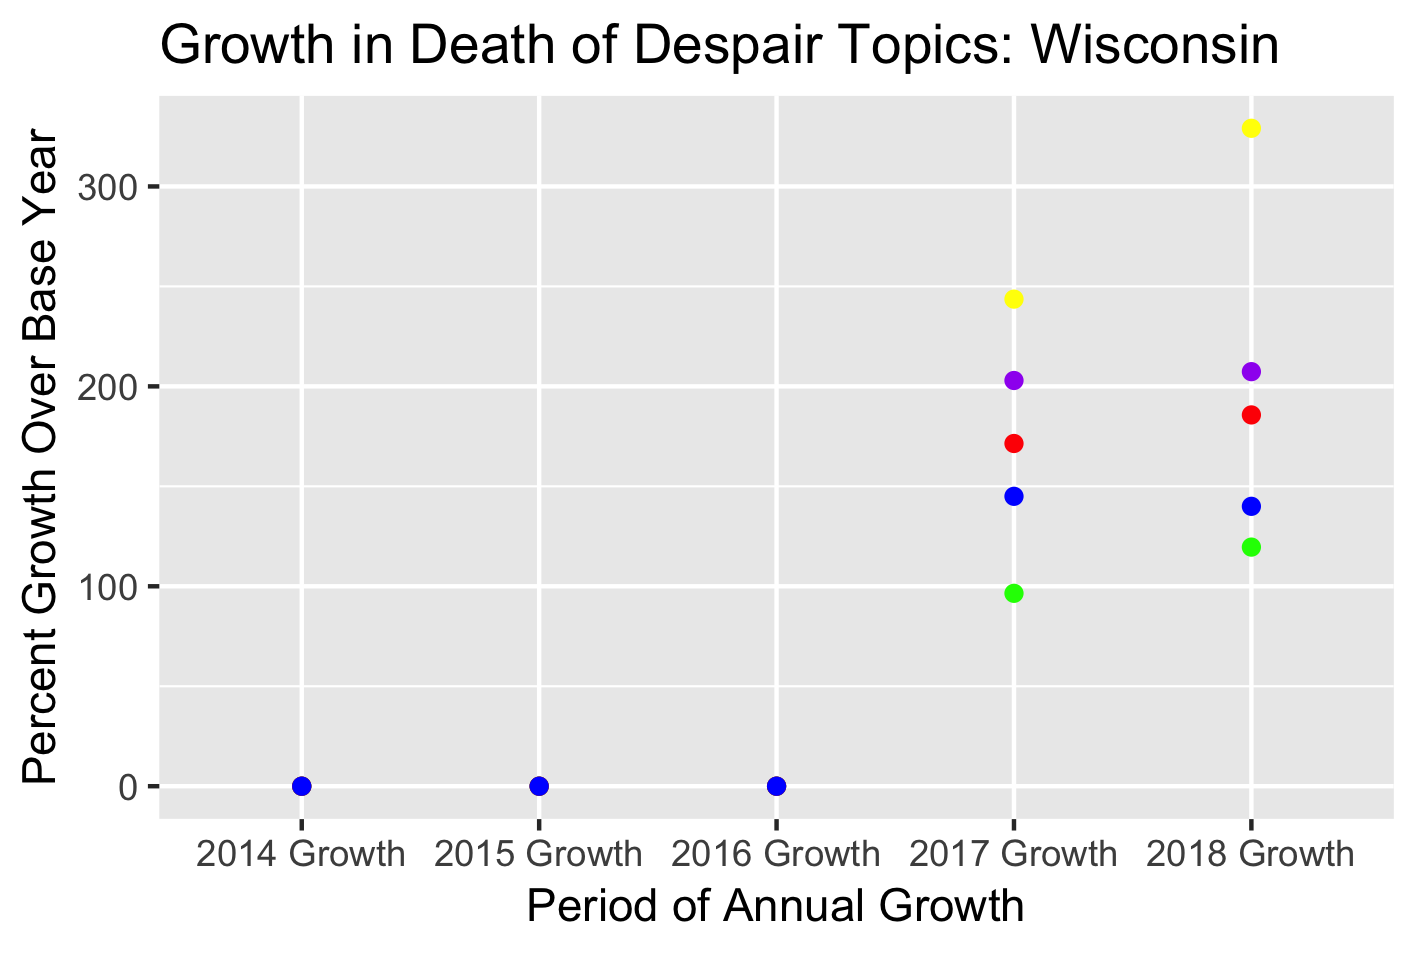 Growth in Death of Despair Topics: Wisconsin
Percent Growth Over Base Year
300
200
100
0
2014 Growth 2015 Growth 2016 Growth 2017 Growth 2018 Growth
Period of Annual Growth